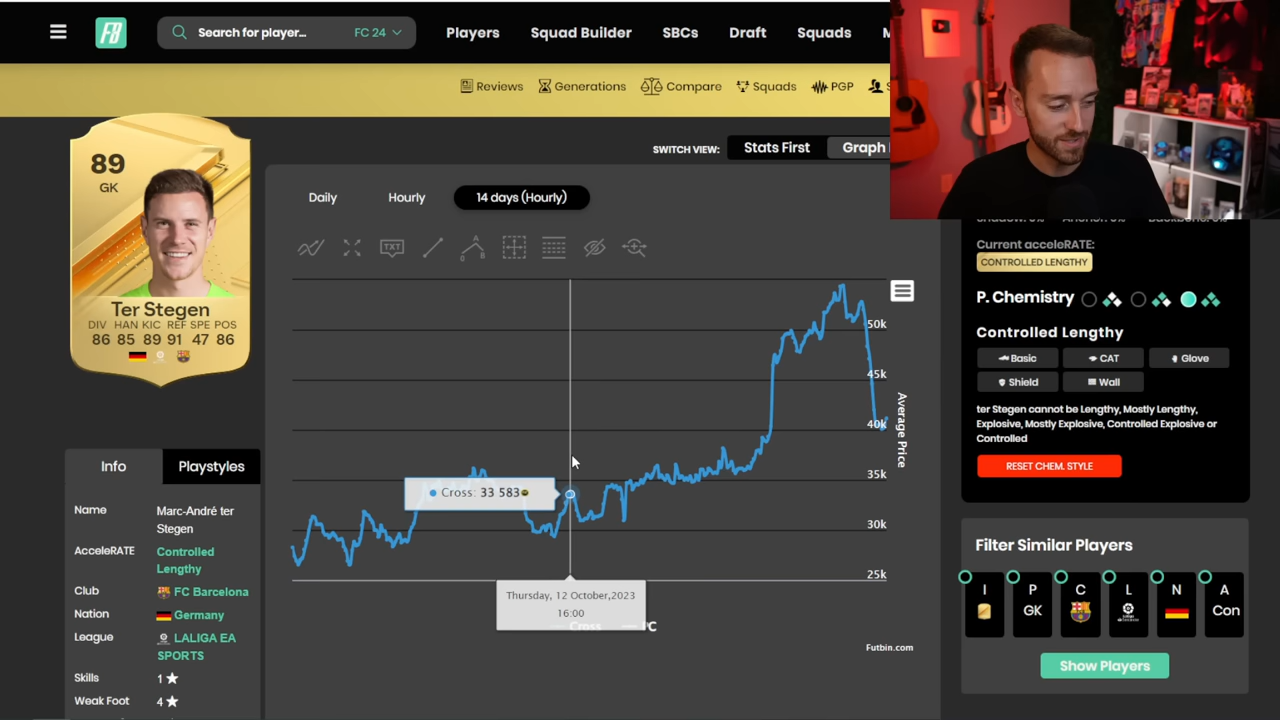 FB
Search for player...
FC 24
Players
Squad Builder
SBCs
Draft
Squads
M
Reviews
Generations
Compare
Squads
PGP
S
89
GK
Ter Stegen
DIV HAN KIC REF SPE POS
86 85 89 91 47 86
SWITCH VIEW:
Stats First
Graph
Daily
Hourly
14 days (Hourly)
TXT
50k
45k
40k
35k
30k
25k
Average Price
Cross: 33 583
Thursday, 12 October,2023
16:00
Cross
PC
Futbin.com
Info
Playstyles
Name
Marc-André ter
Stegen
AcceleRATE
Controlled
Lengthy
Club
FC Barcelona
Nation
Germany
League
LALIGA EA
SPORTS
Skills
1
Weak Foot
4
Current acceleRATE:
CONTROLLED LENGTHY
P. Chemistry
Controlled Lengthy
Basic
CAT
Glove
Shield
Wall
ter Stegen cannot be Lengthy, Mostly Lengthy,
Explosive, Mostly Explosive, Controlled Explosive or
Controlled
RESET CHEM. STYLE
Filter Similar Players
I
P
C
L
N
A
GK
Con
Show Players